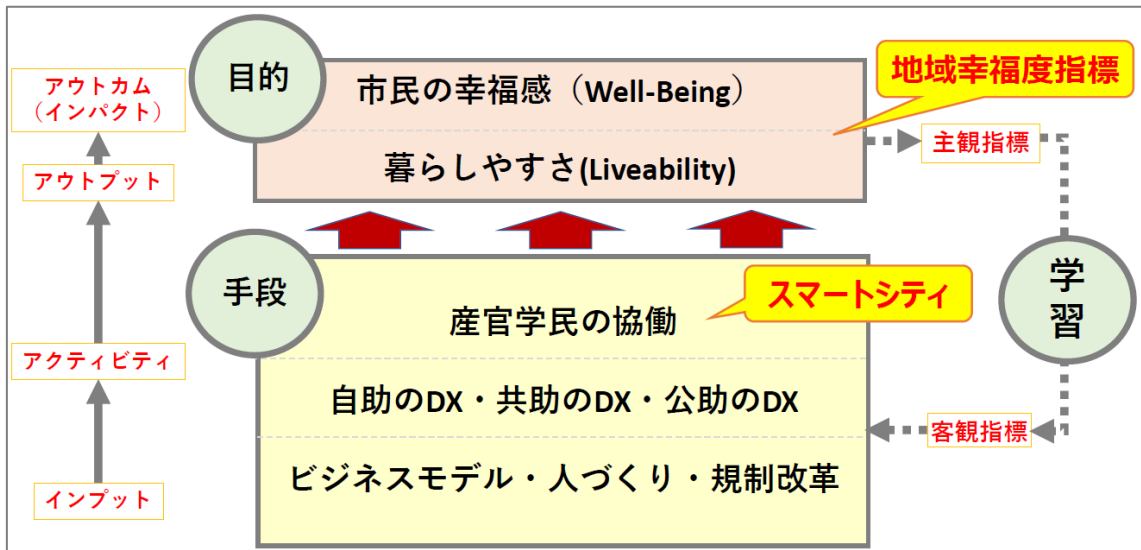 アウトカム
（インパクト）
アウトプット
アクティビティ
インプット
目的
市民の幸福感（Well-Being）
暮らしやすさ(Liveability)
地域幸福度指標
手段
産官学民の協働
自助のDX・共助のDX・公助のDX
ビジネスモデル・人づくり・規制改革
スマートシティ
主観指標
学
習
客観指標